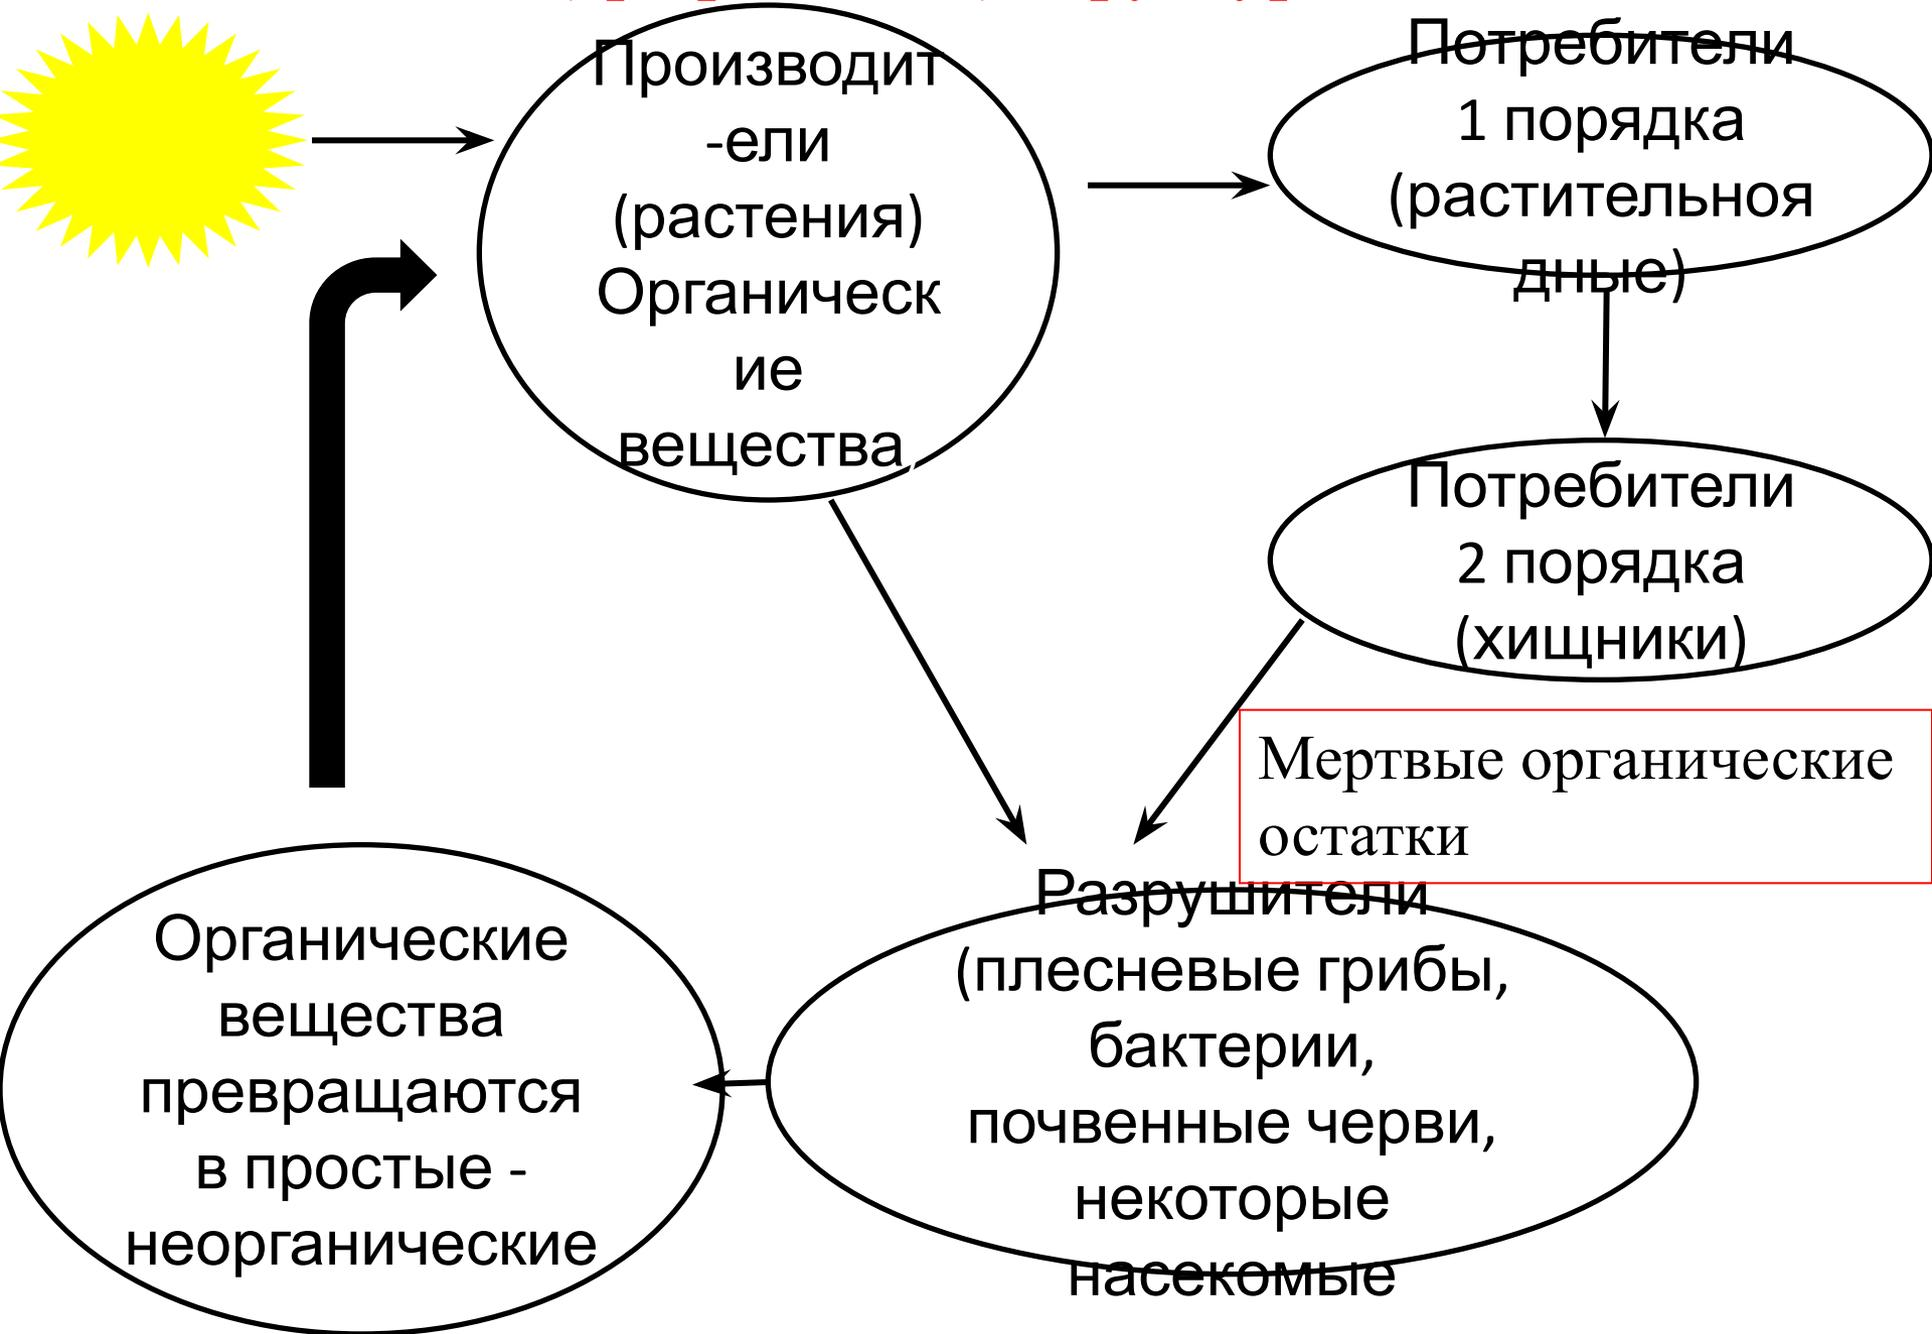 Производит
-ели
(растения)
Органическ
ие
вещества
Потребители
1 порядка
(растительноя
дные)
Потребители
2 порядка
(хищники)
Мертвые органические
остатки
Разрушители
(плесневые грибы,
бактерии,
почвенные черви,
некоторые
насекомые
Органические
вещества
превращаются
в простые -
неорганические